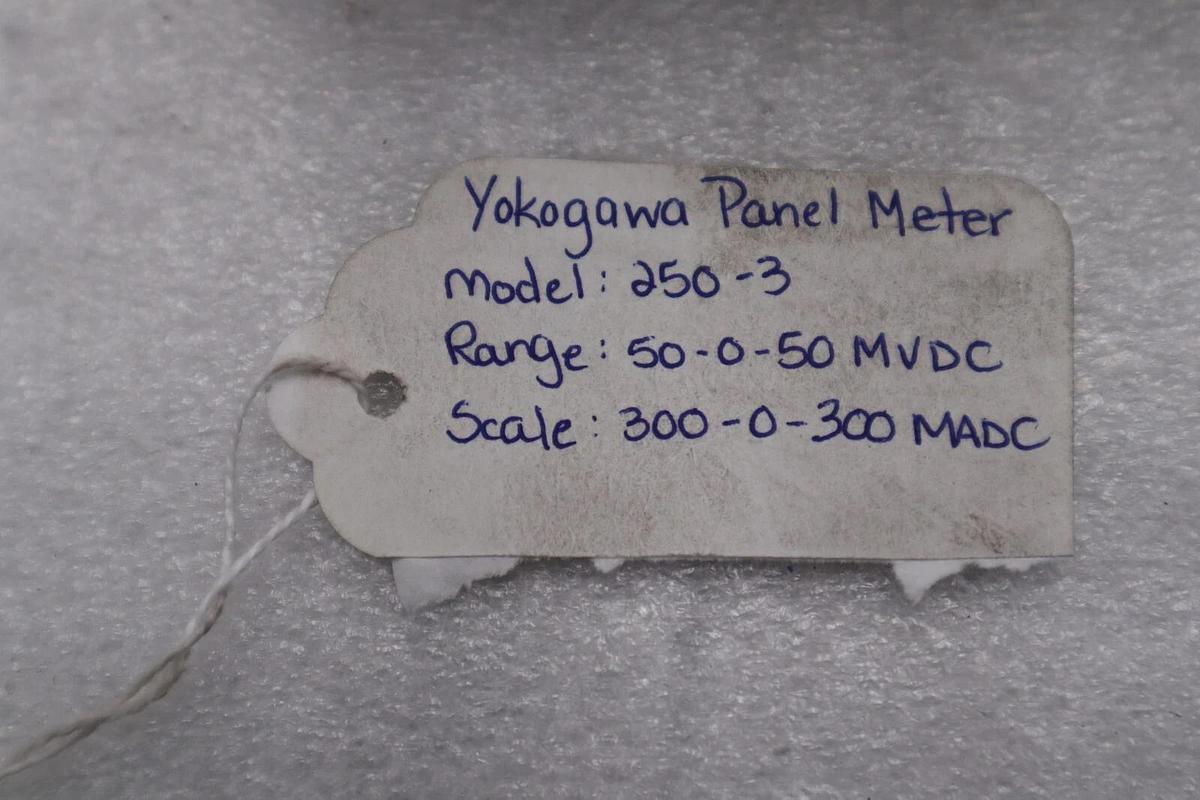 Yokogawa Panel Meter
Model: 250-3
Range: 50-0-50 MVDC
Scale: 300-0-300 MADC